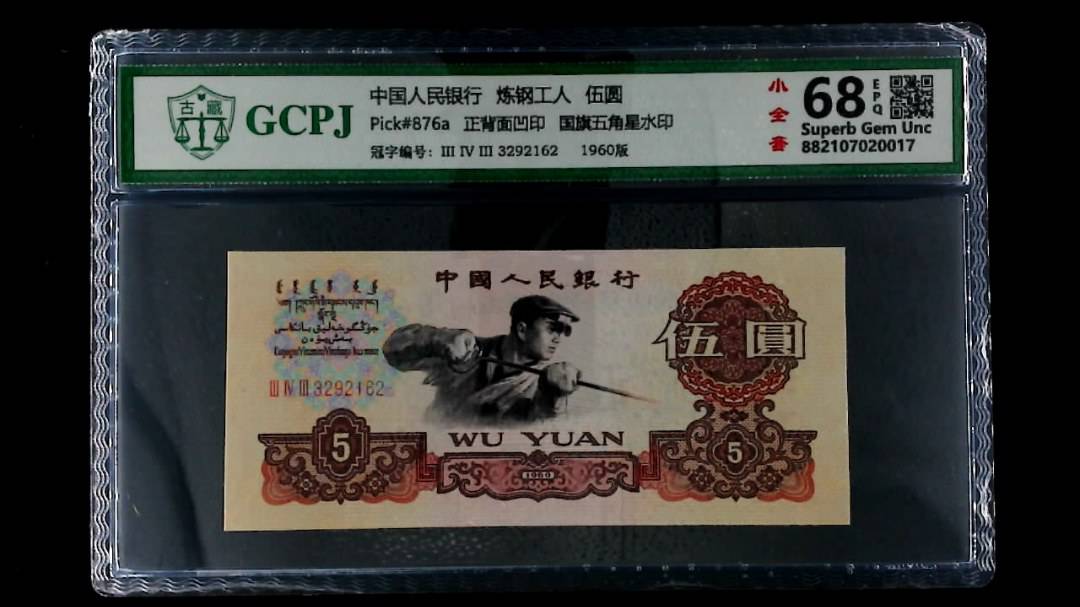 古 藏
GCPJ
中国人民银行 炼钢工人 伍圆
Pick#876a 正背面凹印 国旗五角星水印
冠字编号: III IV III 3292162 1960版
小全套
68
EPQ
Superb Gem Unc
882107020017
中國人民銀行
伍圓
III IV III 3292162
5
WU YUAN
5
1960